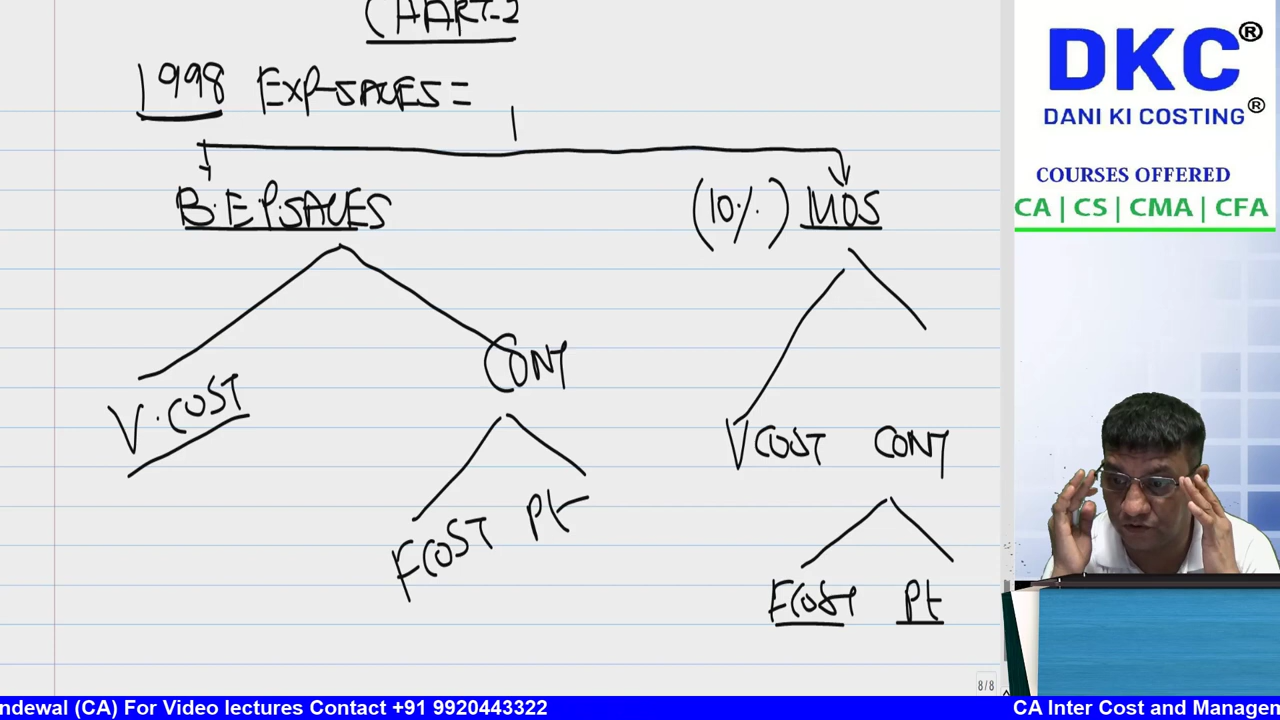 CHART-2
1998 EXP-SALES =
B.E.P.SALES
(10%) MOS
V.COST
CONT
FCOST Pt
VCOST CONT
FCOST Pt
8/8
DKC®
DANI KI COSTING®
COURSES OFFERED
CA | CS | CMA | CFA
ndewal (CA) For Video lectures Contact +91 9920443322
CA Inter Cost and Managen